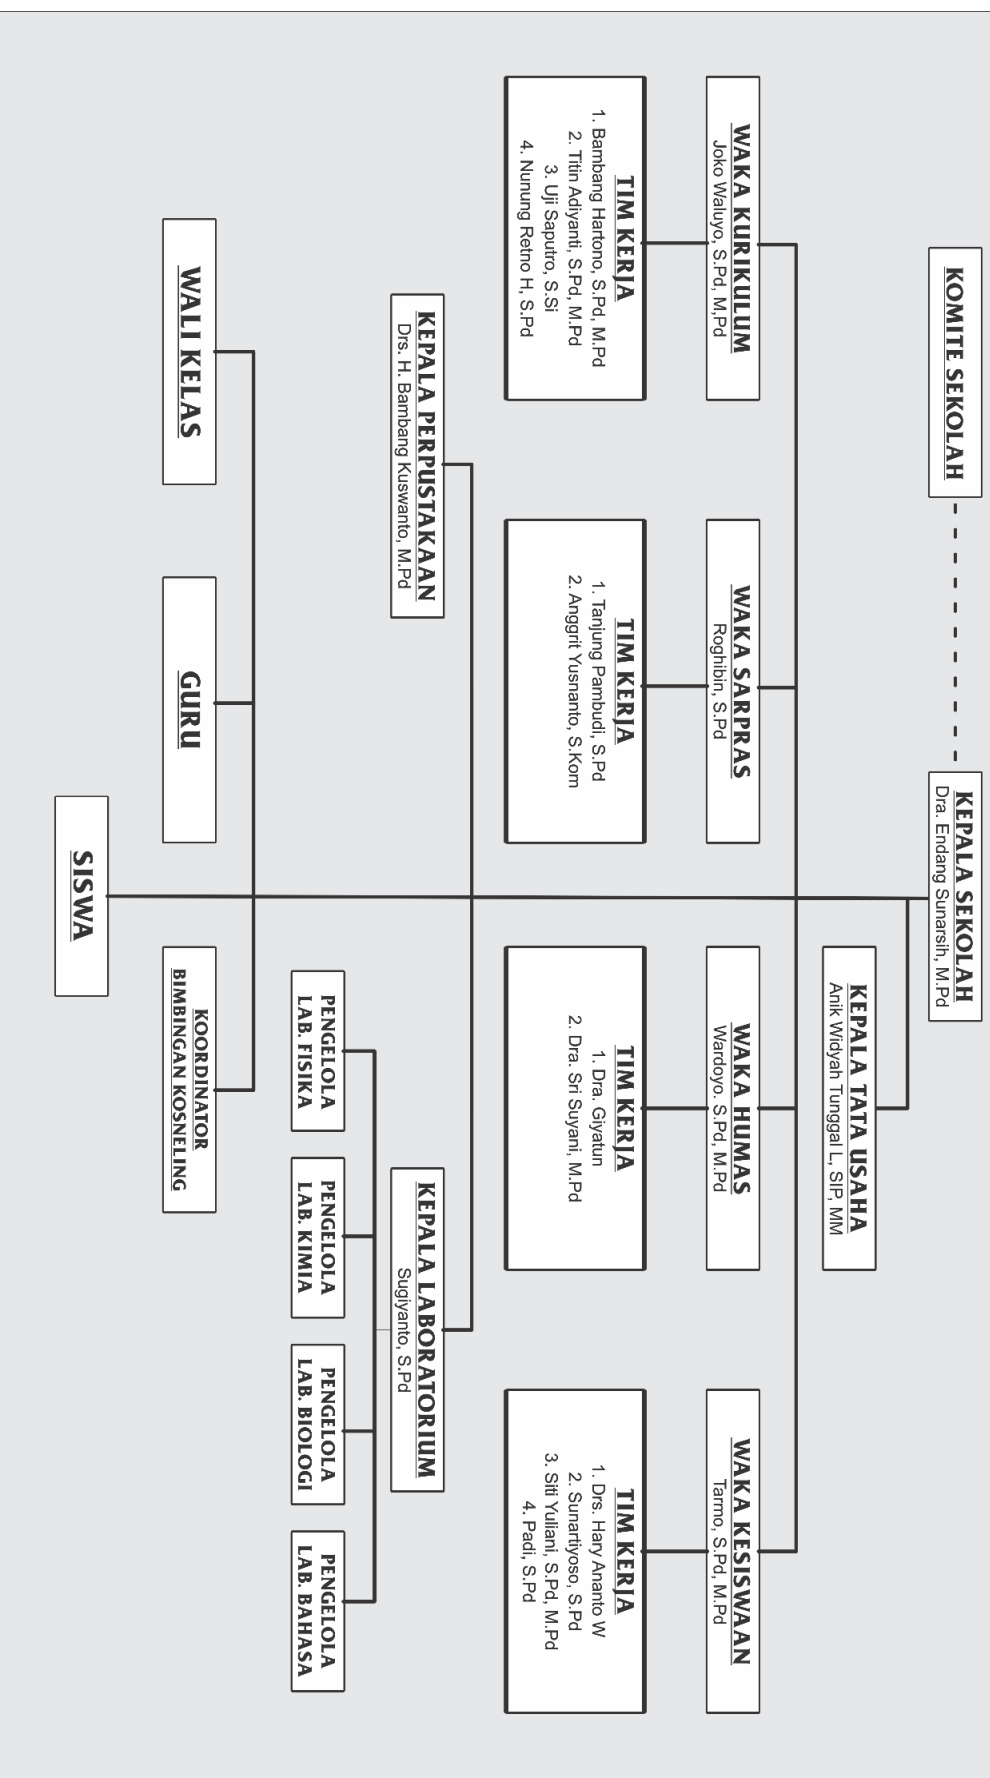 KOMITE SEKOLAH
KEPALA SEKOLAH
Dra. Endang Sunarsih, M.Pd
KEPALA TATA USAHA
Anik Widyah Tunggal L, SIP, MM
WAKA KURIKULUM
Joko Waluyo, S.Pd, M,Pd
WAKA SARPRAS
Roghibin, S.Pd
WAKA HUMAS
Wardoyo. S.Pd, M.Pd
WAKA KESISWAAN
Tarmo, S.Pd, M.Pd
TIM KERJA
1. Bambang Hartono, S.Pd, M.Pd
2. Titin Adiyanti, S.Pd, M.Pd
3. Uji Saputro, S.Si
4. Nunung Retno H, S.Pd
TIM KERJA
1. Tanjung Pambudi, S.Pd
2. Anggrit Yusnanto, S.Kom
TIM KERJA
1. Dra. Giyatun
2. Dra. Sri Suyani, M.Pd
TIM KERJA
1. Drs. Hary Ananto W
2. Sunartiyoso, S.Pd
3. Siti Yuliani, S.Pd, M.Pd
4. Padi, S.Pd
KEPALA PERPUSTAKAAN
Drs. H. Bambang Kuswanto, M.Pd
KEPALA LABORATORIUM
Sugiyanto, S.Pd
PENGELOLA
LAB. FISIKA
PENGELOLA
LAB. KIMIA
PENGELOLA
LAB. BIOLOGI
PENGELOLA
LAB. BAHASA
WALI KELAS
GURU
KOORDINATOR
BIMBINGAN KOSNELING
SISWA